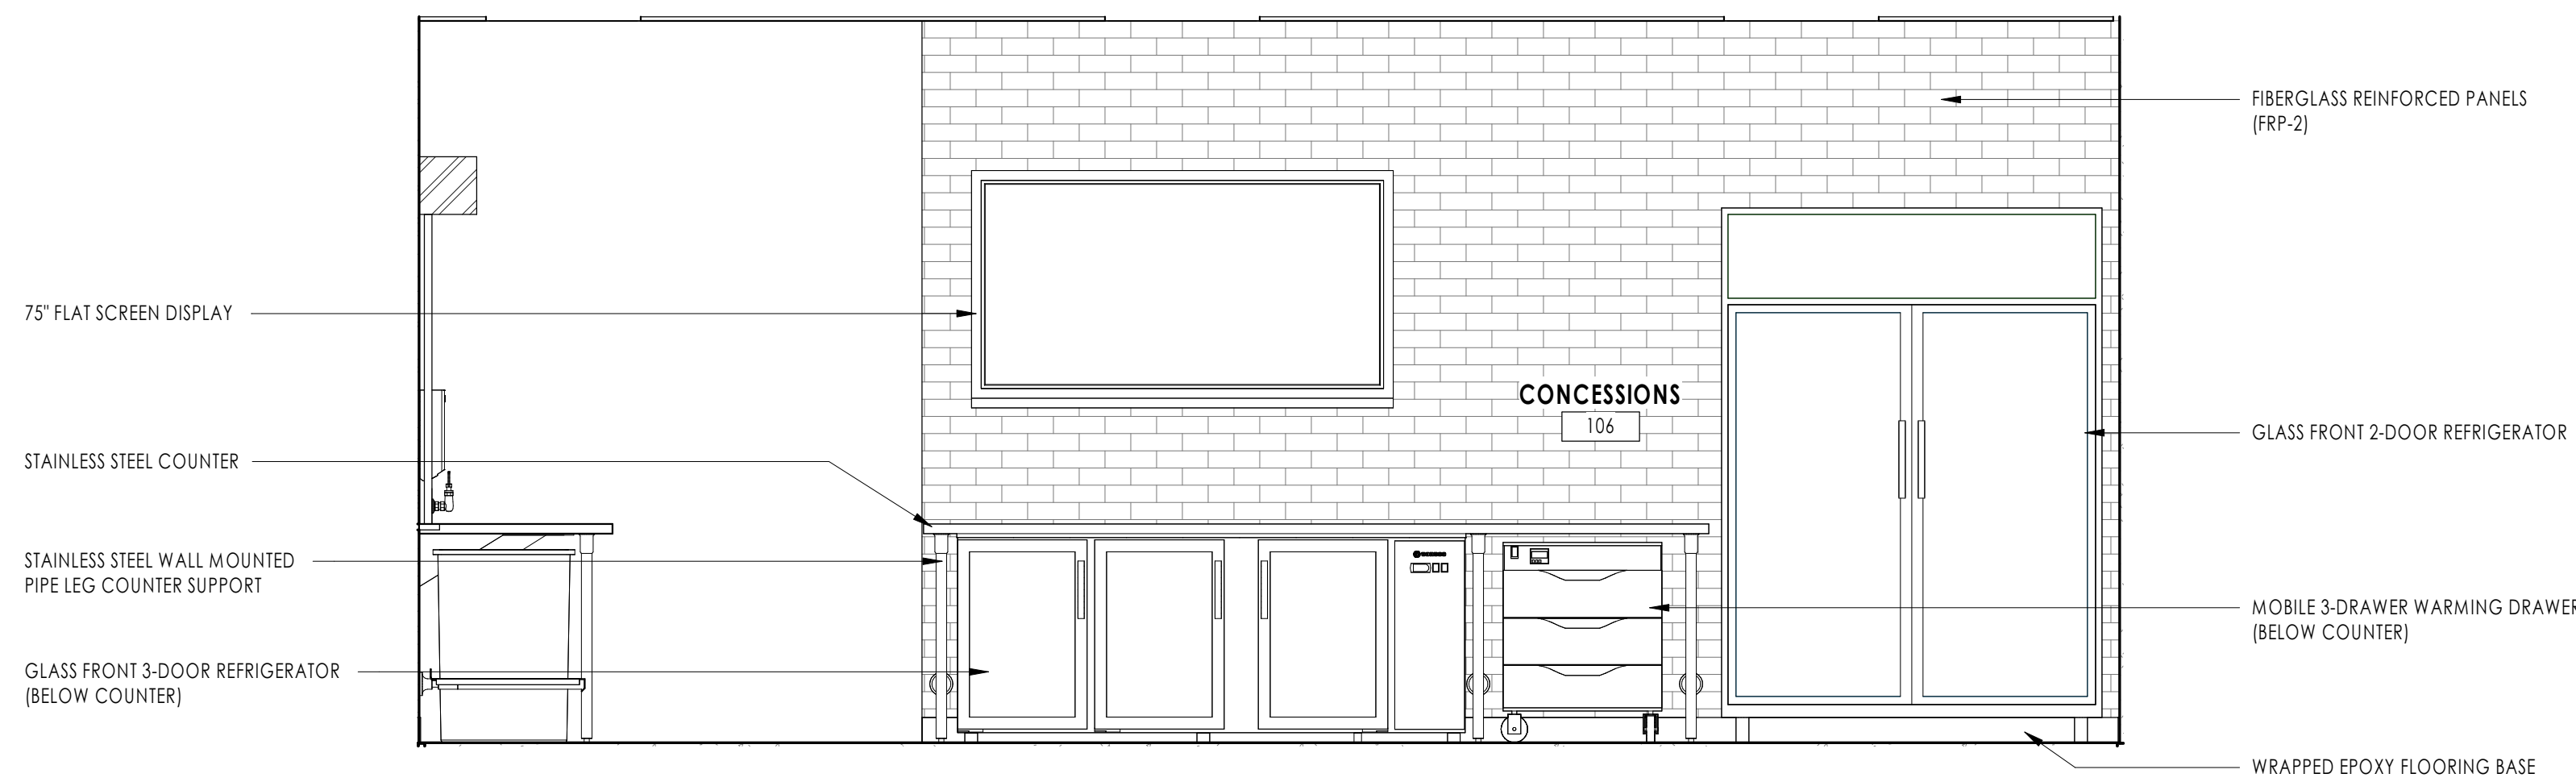 FIBERGLASS REINFORCED PANELS
(FRP-2)
75" FLAT SCREEN DISPLAY
CONCESSIONS
106
GLASS FRONT 2-DOOR REFRIGERATOR
STAINLESS STEEL COUNTER
STAINLESS STEEL WALL MOUNTED
PIPE LEG COUNTER SUPPORT
MOBILE 3-DRAWER WARMING DRAWER
(BELOW COUNTER)
GLASS FRONT 3-DOOR REFRIGERATOR
(BELOW COUNTER)
WRAPPED EPOXY FLOORING BASE